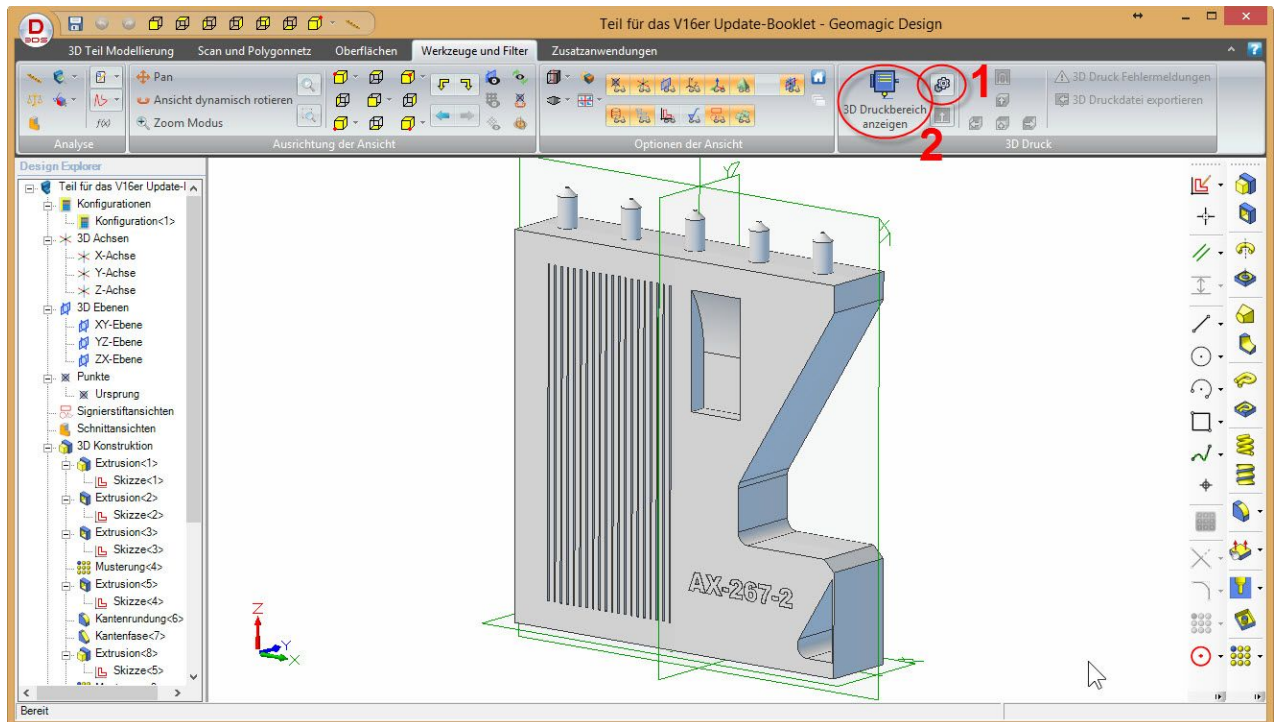 Teil für das V16er Update-Booklet - Geomagic Design
3D Teil Modellierung Scan und Polygonnetz Oberflächen Werkzeuge und Filter Zusatzanwendungen
Pan
Ansicht dynamisch rotieren
f(x)
Zoom Modus
3D Druckbereich
anzeigen
1
2
3D Druck Fehlermeldungen
3D Druckdatei exportieren
Analyse
Ausrichtung der Ansicht
Optionen der Ansicht
3D Druck
Design Explorer
Teil für das V16er Update-I
Konfigurationen
Konfiguration<1>
3D Achsen
X-Achse
Y-Achse
Z-Achse
3D Ebenen
XY-Ebene
YZ-Ebene
ZX-Ebene
Punkte
Ursprung
Signierstiftansichten
Schnittansichten
3D Konstruktion
Extrusion<1>
Skizze<1>
Extrusion<2>
Skizze<2>
Extrusion<3>
Skizze<3>
Musterung<4>
Extrusion<5>
Skizze<4>
Kantenrundung<6>
Kantenfase<7>
Extrusion<8>
Skizze<5>
YZ
AX-267-2
Z
Y
X
Bereit